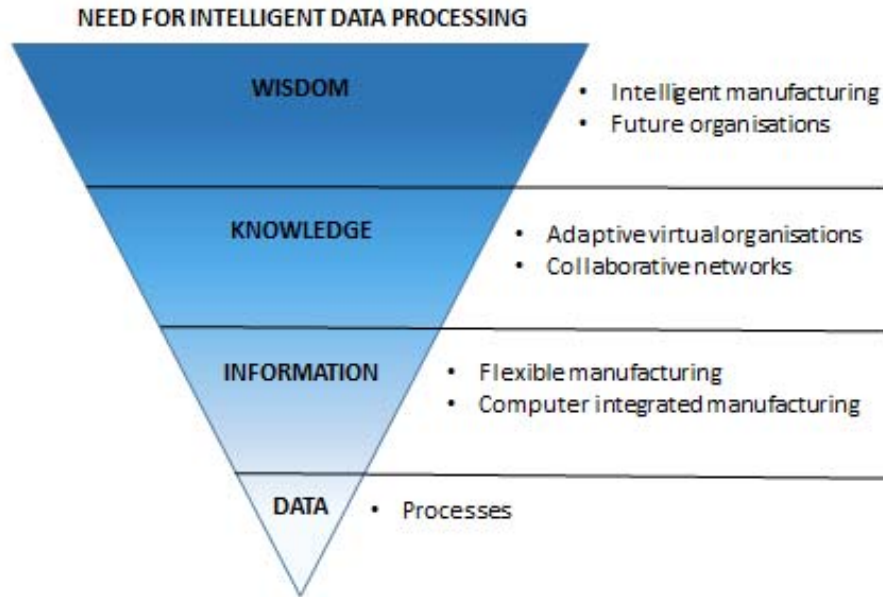 NEED FOR INTELLIGENT DATA PROCESSING
WISDOM
• Intelligent manufacturing
• Future organisations
KNOWLEDGE
• Adaptive virtual organisations
• Collaborative networks
INFORMATION
• Flexible manufacturing
• Computer integrated manufacturing
DATA
• Processes